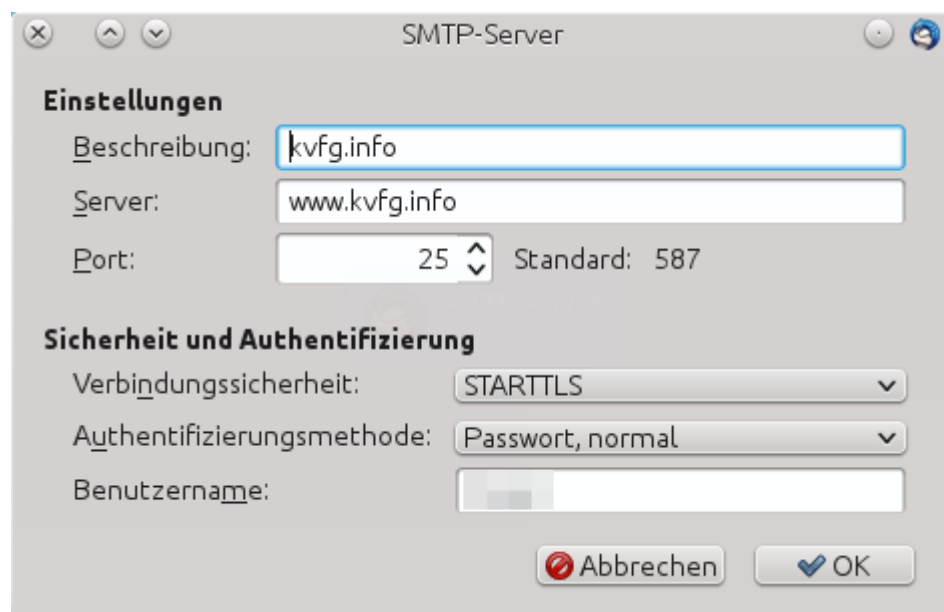 SMTP-Server
Einstellungen
Beschreibung: kvfg.info
Server: www.kvfg.info
Port: 25 Standard: 587
Sicherheit und Authentifizierung
Verbindungssicherheit: STARTTLS
Authentifizierungsmethode: Passwort, normal
Benutzername:
Abbrechen OK